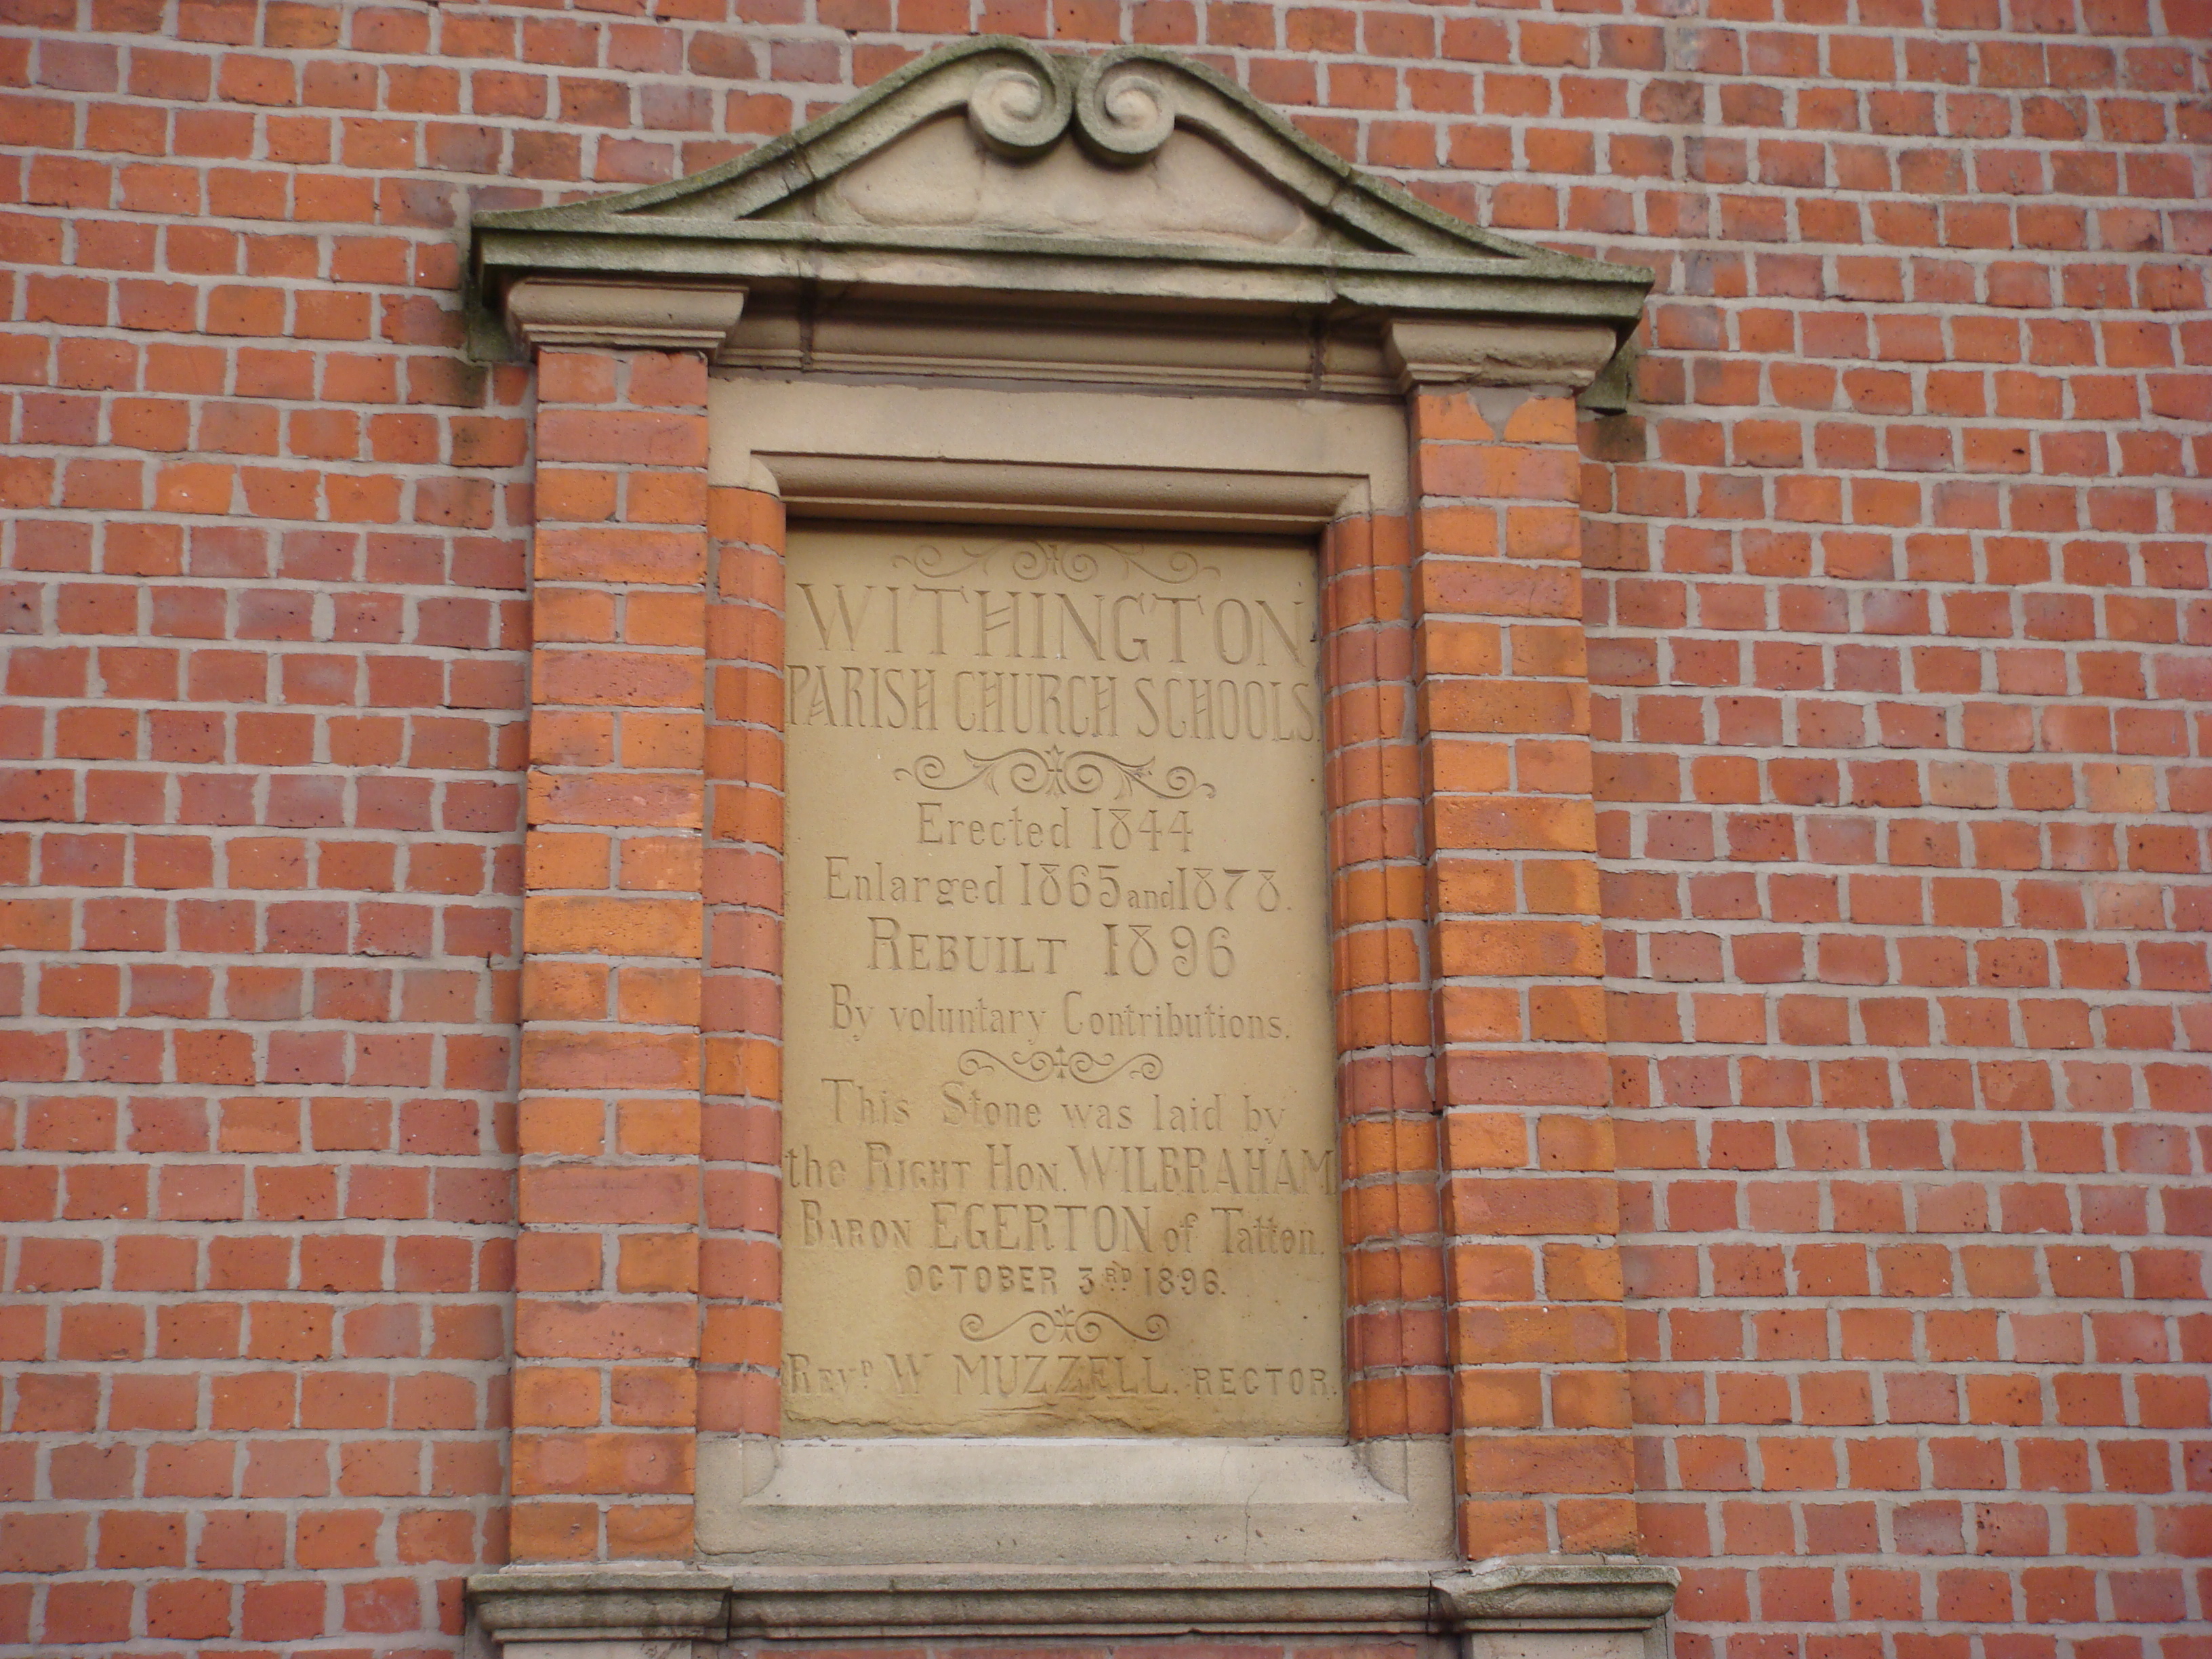 WITHINGTON
PARISH CHURCH SCHOOLS.
Erected 1844
Enlarged 1865 and 1878.
REBUILT 1896
By voluntary Contributions.
This Stone was laid by
the RIGHT HON. WILBRAHAM
BARON EGERTON of Tatton.
OCTOBER 3RD 1896.
REVD W MUZZELL. RECTOR.